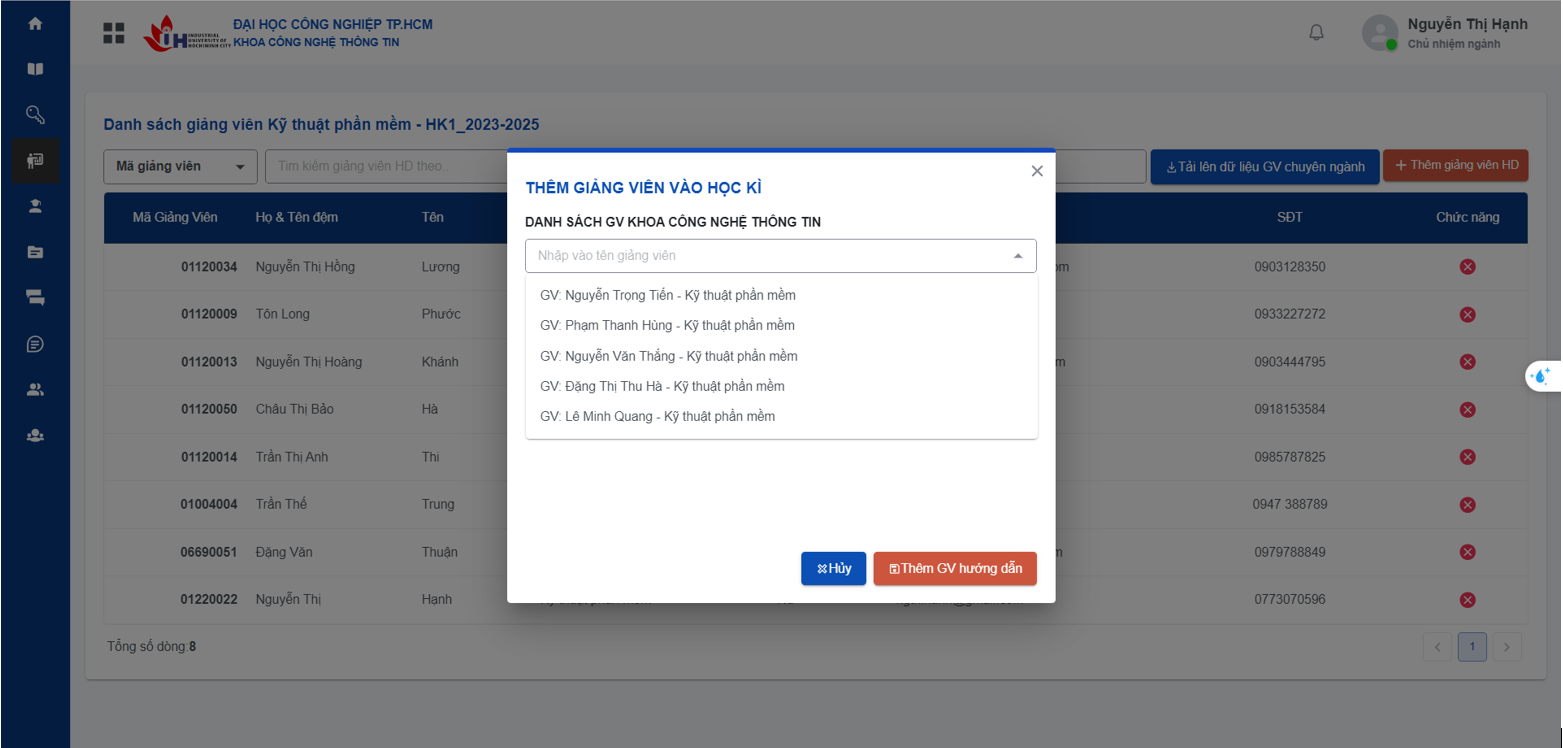 ĐẠI HỌC CÔNG NGHIỆP TP.HCM
INDUSTRIAL
UNIVERSITY OF
HOCHIMINH CITY
KHOA CÔNG NGHỆ THÔNG TIN
Nguyễn Thị Hạnh
Chủ nhiệm ngành
Danh sách giảng viên Kỹ thuật phần mềm - HK1_2023-2025
Mã giảng viên
Tìm kiếm giảng viên HD theo..
Tải lên dữ liệu GV chuyên ngành
+ Thêm giảng viên HD
Mã Giảng Viên Họ & Tên đệm Tên SĐT Chức năng
01120034 Nguyễn Thị Hồng Lương 0903128350
01120009 Tôn Long Phước 0933227272
01120013 Nguyễn Thị Hoàng Khánh 0903444795
01120050 Châu Thị Bảo Hà 0918153584
01120014 Trần Thị Anh Thi 0985787825
01004004 Trần Thế Trung 0947 388789
06690051 Đặng Văn Thuận 0979788849
01220022 Nguyễn Thị Hạnh 0773070596
Tổng số dòng:8
1
THÊM GIẢNG VIÊN VÀO HỌC KÌ
DANH SÁCH GV KHOA CÔNG NGHỆ THÔNG TIN
Nhập vào tên giảng viên
GV: Nguyễn Trọng Tiến - Kỹ thuật phần mềm
GV: Phạm Thanh Hùng - Kỹ thuật phần mềm
GV: Nguyễn Văn Thắng - Kỹ thuật phần mềm
GV: Đặng Thị Thu Hà - Kỹ thuật phần mềm
GV: Lê Minh Quang - Kỹ thuật phần mềm
Hủy
Thêm GV hướng dẫn